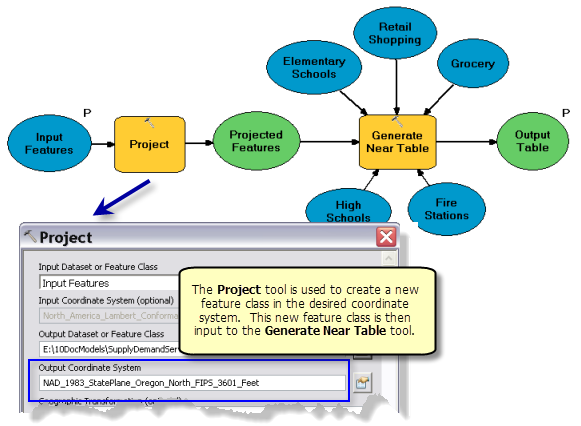 Retail
Shopping
Elementary
Schools
Grocery
P
P
Input
Features
Project
Projected
Features
Generate
Near Table
Output
Table
High
Schools
Fire
Stations
Project
Input Dataset or Feature Class
Input Features
Input Coordinate System (optional)
North_America_Lambert_Conforma
Output Dataset or Feature Class
E:\10DocModels\SupplyDemandSer
Output Coordinate System
NAD_1983_StatePlane_Oregon_North_FIPS_3601_Feet
Geographic Transformation
The Project tool is used to create a new
feature class in the desired coordinate
system. This new feature class is then
input to the Generate Near Table tool.